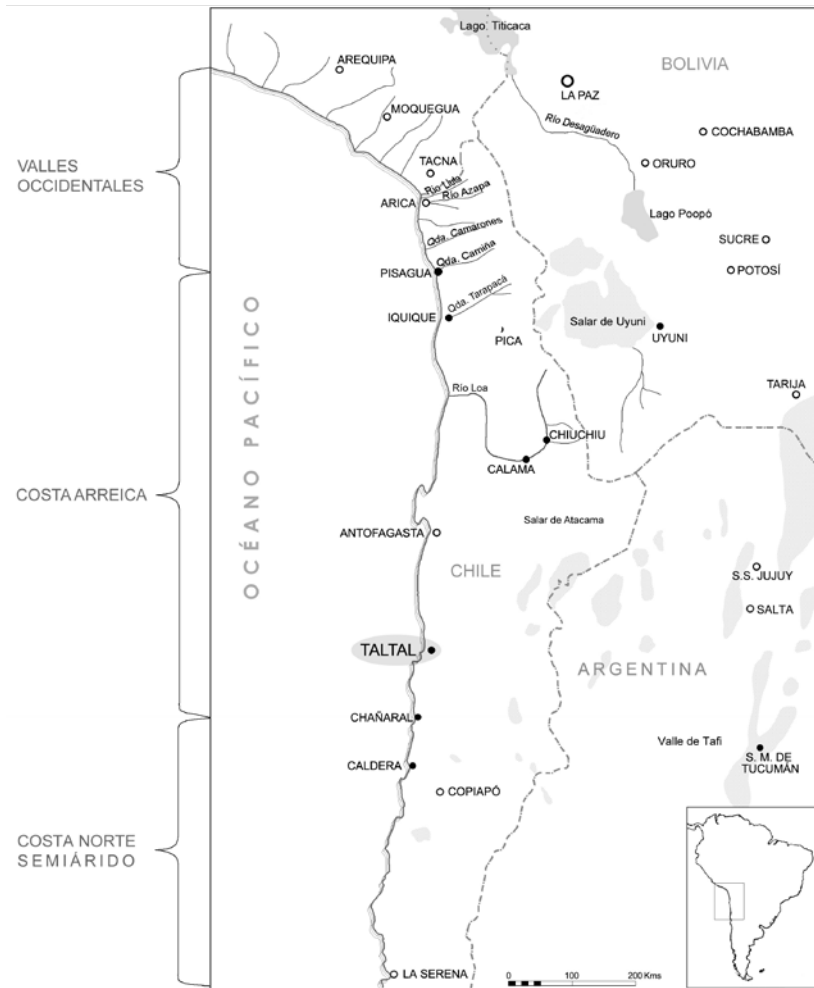 Lago. Titicaca
BOLIVIA
AREQUIPA
LA PAZ
MOQUEGUA
Río Desagüadero
COCHABAMBA
VALLES
OCCIDENTALES
TACNA
ORURO
Río Lluta
Río Azapa
ARICA
Lago Poopó
Qda. Camarones
SUCRE
Qda. Camiña
PISAGUA
POTOSÍ
Qda. Tarapacá
IQUIQUE
Salar de Uyuni
PICA
UYUNI
OCÉANO PACÍFICO
Río Loa
TARIJA
CHIUCHIU
CALAMA
COSTA ARREICA
Salar de Atacama
ANTOFAGASTA
CHILE
S.S. JUJUY
SALTA
TALTAL
ARGENTINA
CHAÑARAL
Valle de Tafi
S. M. DE
TUCUMÁN
CALDERA
COPIAPÓ
COSTA NORTE
SEMIÁRIDO
LA SERENA
0 100 200 Kms